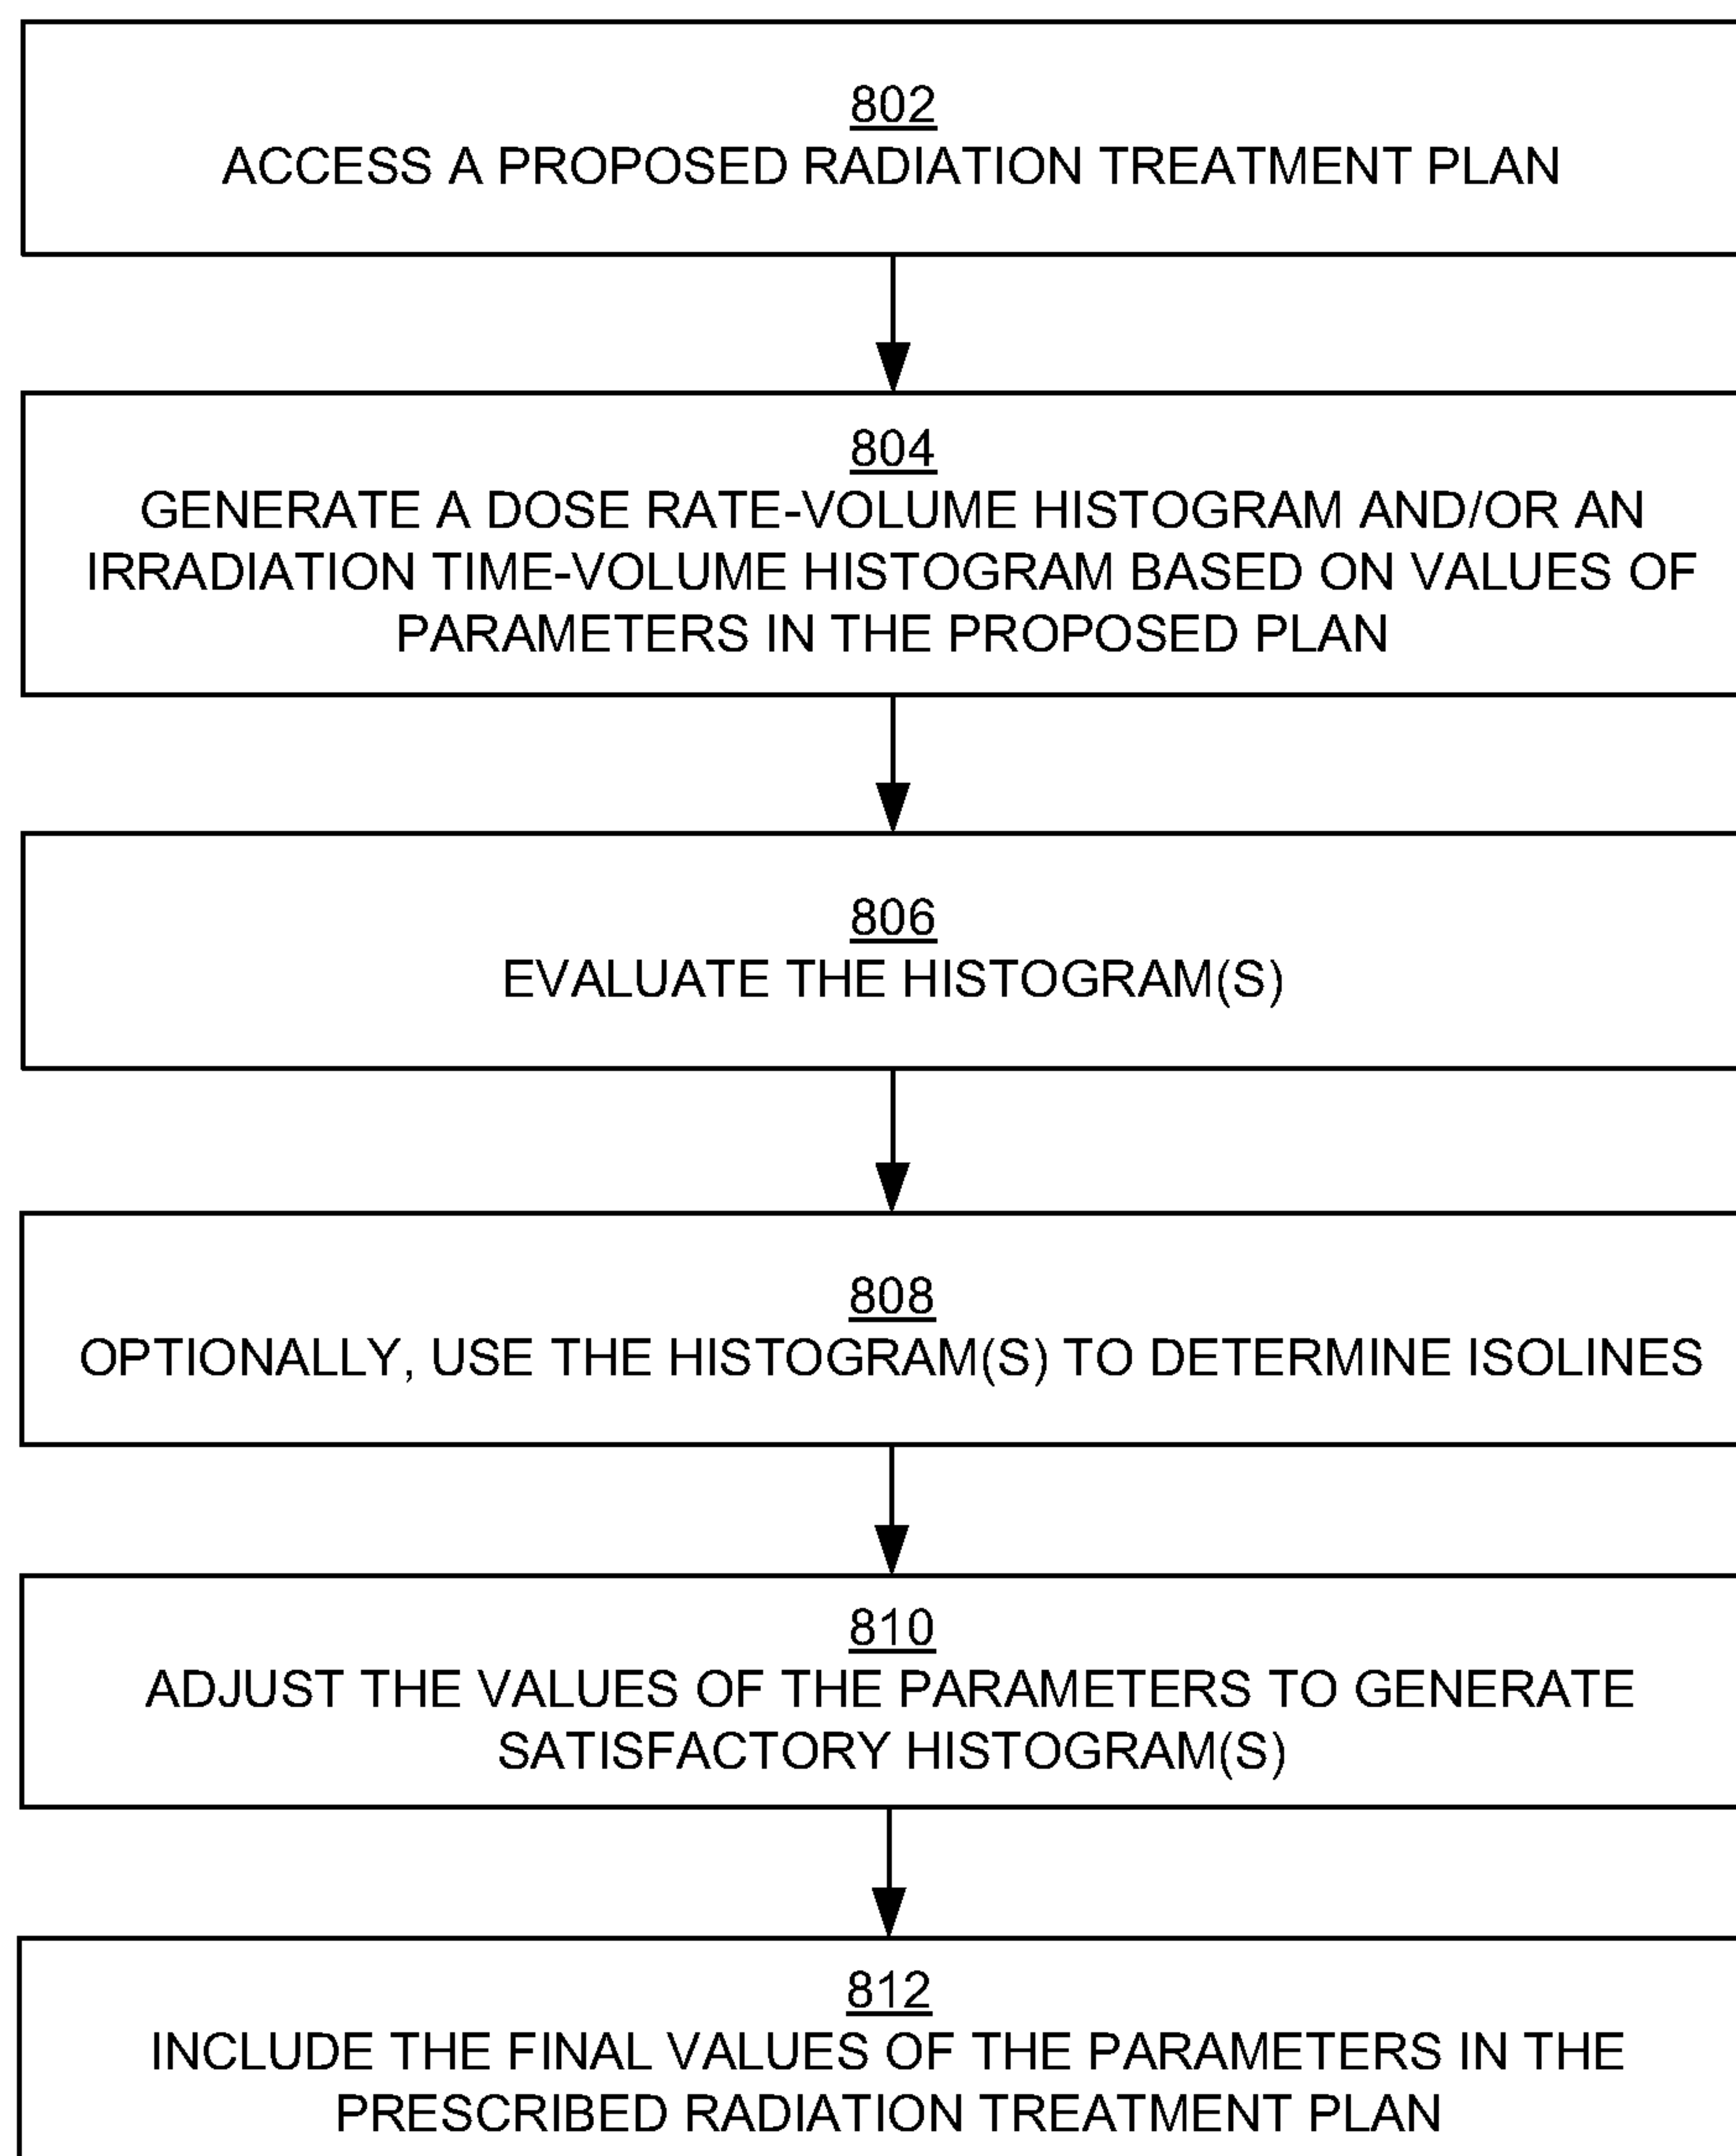 802
ACCESS A PROPOSED RADIATION TREATMENT PLAN
804
GENERATE A DOSE RATE-VOLUME HISTOGRAM AND/OR AN
IRRADIATION TIME-VOLUME HISTOGRAM BASED ON VALUES OF
PARAMETERS IN THE PROPOSED PLAN
806
EVALUATE THE HISTOGRAM(S)
808
OPTIONALLY, USE THE HISTOGRAM(S) TO DETERMINE ISOLINES
810
ADJUST THE VALUES OF THE PARAMETERS TO GENERATE
SATISFACTORY HISTOGRAM(S)
812
INCLUDE THE FINAL VALUES OF THE PARAMETERS IN THE
PRESCRIBED RADIATION TREATMENT PLAN